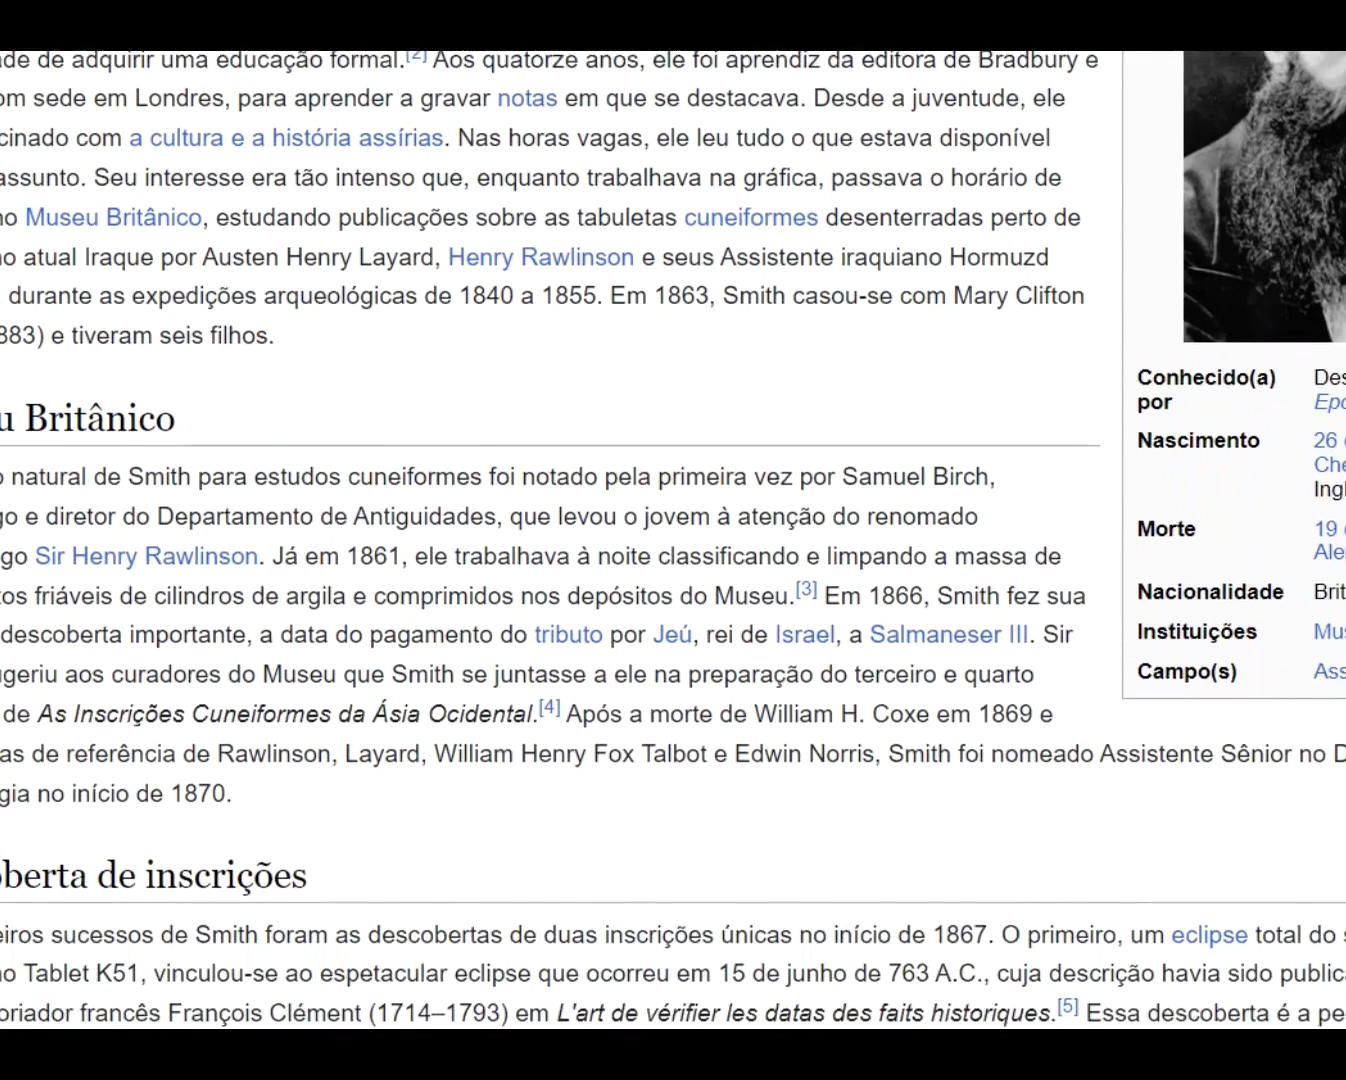 de de adquirir uma educação formal.[2] Aos quatorze anos, ele foi aprendiz da editora de Bradbury e
om sede em Londres, para aprender a gravar notas em que se destacava. Desde a juventude, ele
cinado com a cultura e a história assírias. Nas horas vagas, ele leu tudo o que estava disponível
assunto. Seu interesse era tão intenso que, enquanto trabalhava na gráfica, passava o horário de
no Museu Britânico, estudando publicações sobre as tabuletas cuneiformes desenterradas perto de
no atual Iraque por Austen Henry Layard, Henry Rawlinson e seus Assistente iraquiano Hormuzd
, durante as expedições arqueológicas de 1840 a 1855. Em 1863, Smith casou-se com Mary Clifton
883) e tiveram seis filhos.
u Britânico
o natural de Smith para estudos cuneiformes foi notado pela primeira vez por Samuel Birch,
go e diretor do Departamento de Antiguidades, que levou o jovem à atenção do renomado
go Sir Henry Rawlinson. Já em 1861, ele trabalhava à noite classificando e limpando a massa de
tos friáveis de cilindros de argila e comprimidos nos depósitos do Museu.[3] Em 1866, Smith fez sua
descoberta importante, a data do pagamento do tributo por Jeú, rei de Israel, a Salmaneser III. Sir
ugeriu aos curadores do Museu que Smith se juntasse a ele na preparação do terceiro e quarto
de As Inscrições Cuneiformes da Ásia Ocidental.[4] Após a morte de William H. Coxe em 1869 e
as de referência de Rawlinson, Layard, William Henry Fox Talbot e Edwin Norris, Smith foi nomeado Assistente Sênior no D
gia no início de 1870.
berta de inscrições
eiros sucessos de Smith foram as descobertas de duas inscrições únicas no início de 1867. O primeiro, um eclipse total do s
no Tablet K51, vinculou-se ao espetacular eclipse que ocorreu em 15 de junho de 763 A.C., cuja descrição havia sido public
oriador francês François Clément (1714–1793) em L'art de vérifier les datas des faits historiques.[5] Essa descoberta é a pe
Conhecido(a) Des
por Epo
Nascimento 26
Che
Ingl
Morte 19
Ale
Nacionalidade Brit
Instituições Mus
Campo(s) Ass